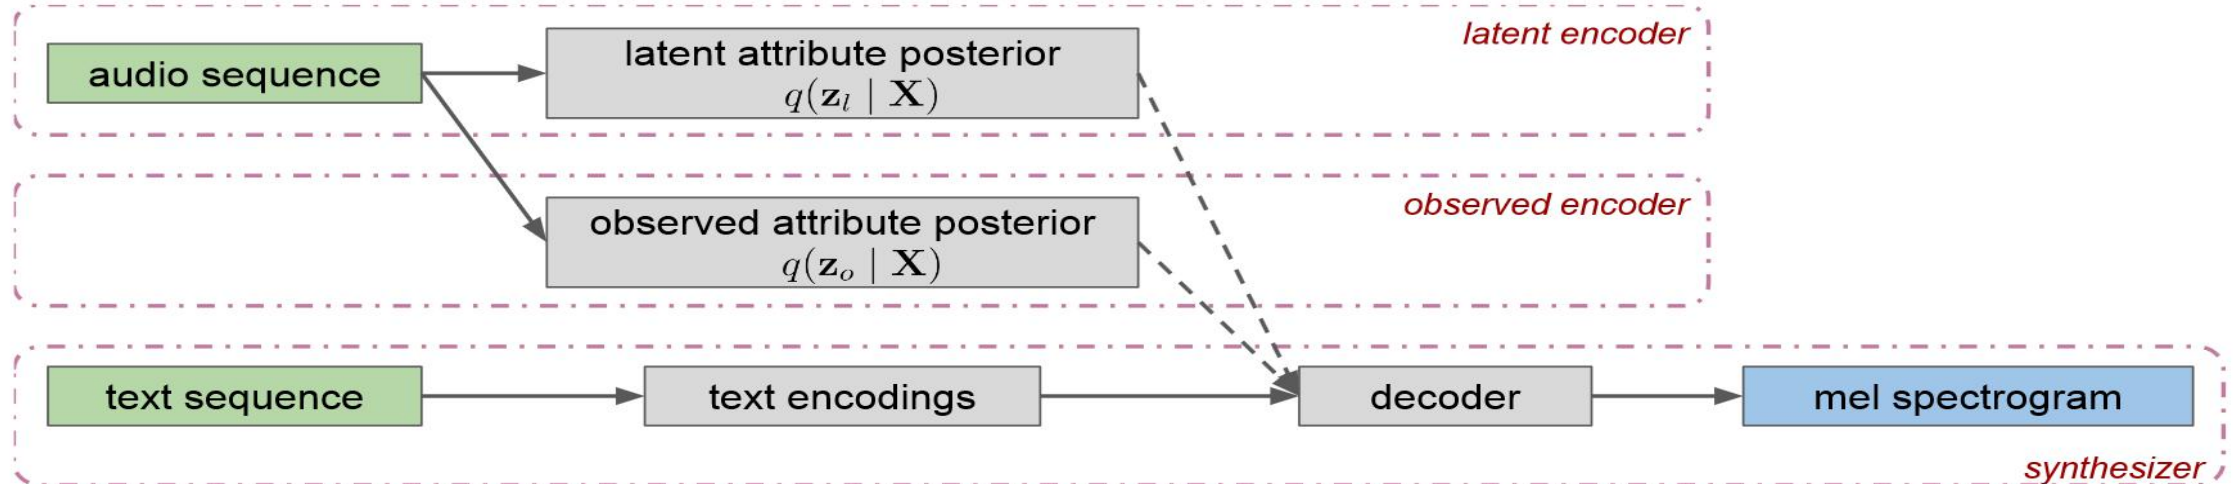 latent encoder
audio sequence
latent attribute posterior
q(z_l | X)
observed encoder
observed attribute posterior
q(z_o | X)
text sequence
text encodings
decoder
mel spectrogram
synthesizer